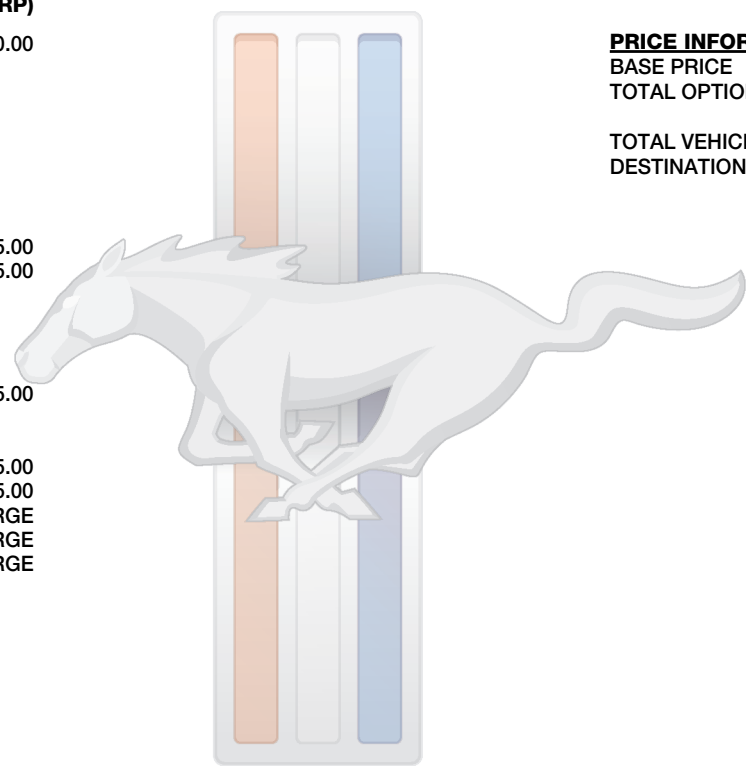 RP)
0.00
5.00
5.00
5.00
5.00
5.00
RGE
RGE
RGE
PRICE INFOR
BASE PRICE
TOTAL OPTIO
TOTAL VEHICL
DESTINATION